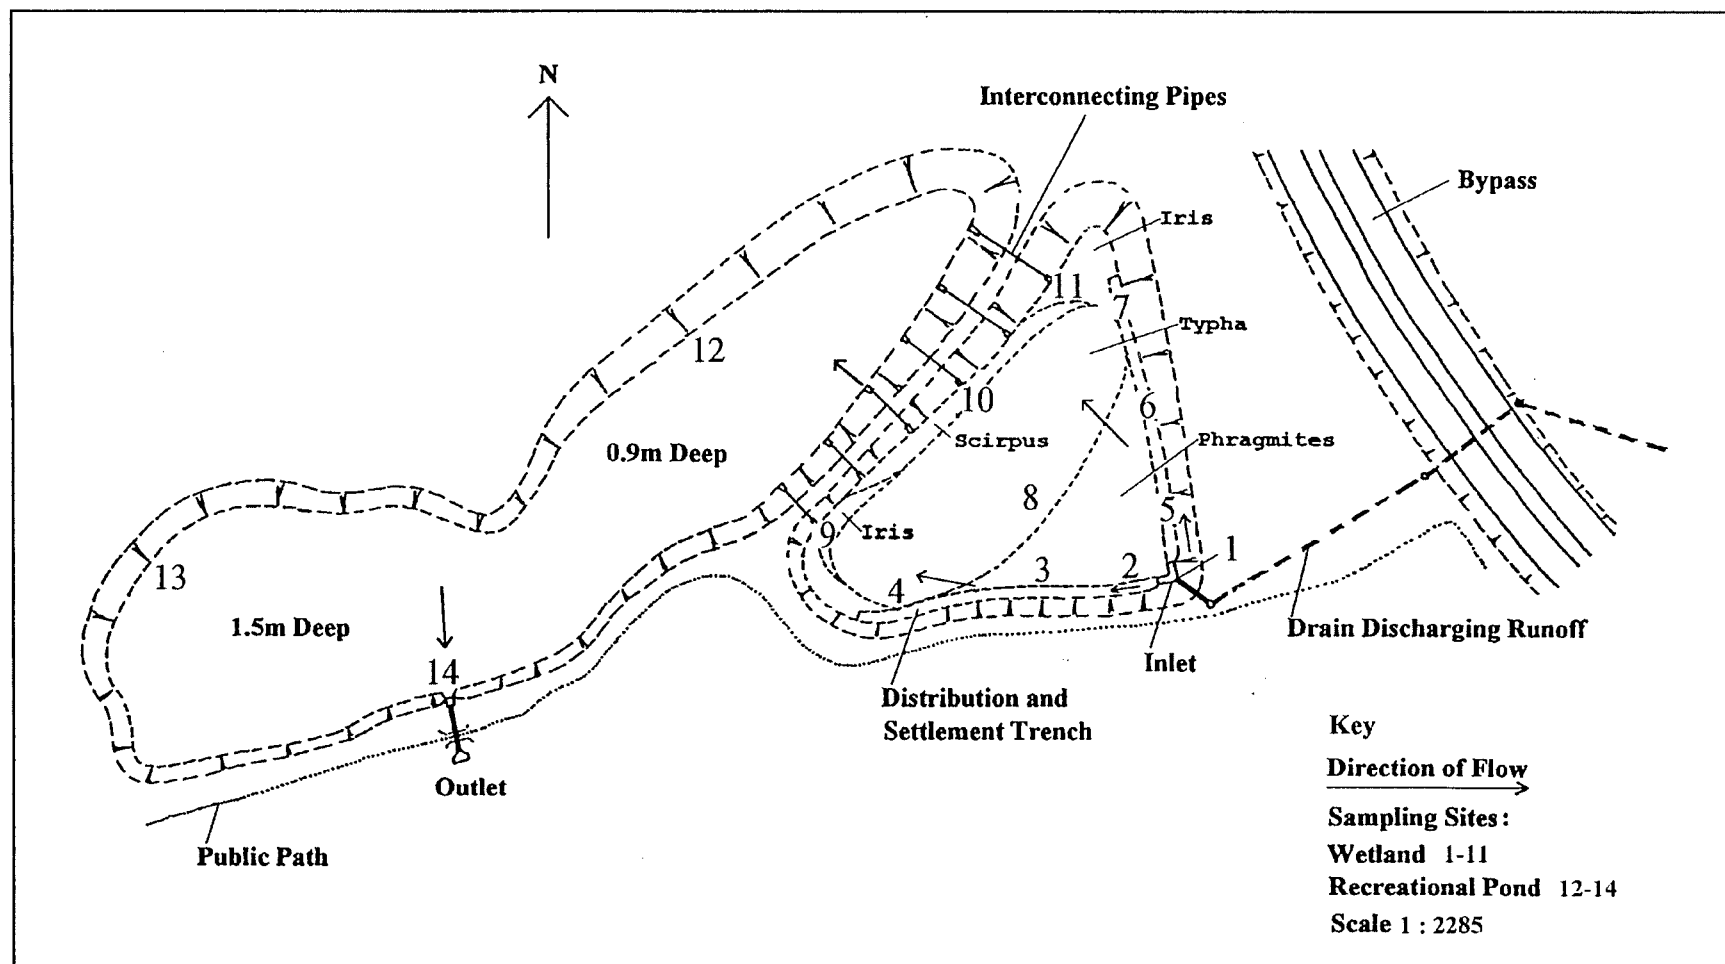 N
Interconnecting Pipes
Bypass
Iris
11
7
Typha
12
10
6
Scirpus
Phragmites
0.9m Deep
8
5
9
Iris
13
1
2
3
4
1.5m Deep
Drain Discharging Runoff
14
Inlet
Distribution and
Settlement Trench
Outlet
Public Path
Key
Direction of Flow
Sampling Sites:
Wetland 1-11
Recreational Pond 12-14
Scale 1 : 2285